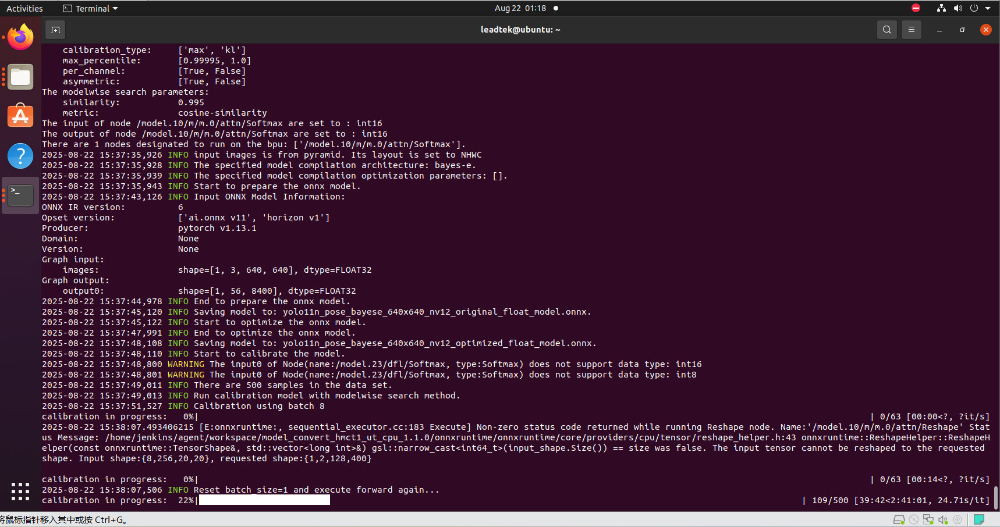 Activities
Terminal
Aug 22 01:18
leadtek@ubuntu: ~
calibration_type: ['max', 'kl']
max_percentile: [0.99995, 1.0]
per_channel: [True, False]
asymmetric: [True, False]
The modelwise search parameters:
similarity: 0.995
metric: cosine-similarity
The input of node /model.10/m/m.0/attn/Softmax are set to : int16
The output of node /model.10/m/m.0/attn/Softmax are set to : int16
There are 1 nodes designated to run on the bpu: ['/model.10/m/m.0/attn/Softmax'].
2025-08-22 15:37:35,926 INFO input images is from pyramid. Its layout is set to NHWC
2025-08-22 15:37:35,928 INFO The specified model compilation architecture: bayes-e.
2025-08-22 15:37:35,939 INFO The specified model compilation optimization parameters: [].
2025-08-22 15:37:35,943 INFO Start to prepare the onnx model.
2025-08-22 15:37:43,126 INFO Input ONNX Model Information:
ONNX IR version: 6
Opset version: ['ai.onnx v11', 'horizon v1']
Producer: pytorch v1.13.1
Domain: None
Version: None
Graph input:
images: shape=[1, 3, 640, 640], dtype=FLOAT32
Graph output:
output0: shape=[1, 56, 8400], dtype=FLOAT32
2025-08-22 15:37:44,978 INFO End to prepare the onnx model.
2025-08-22 15:37:45,120 INFO Saving model to: yolo11n_pose_bayese_640x640_nv12_original_float_model.onnx.
2025-08-22 15:37:45,122 INFO Start to optimize the onnx model.
2025-08-22 15:37:47,991 INFO End to optimize the onnx model.
2025-08-22 15:37:48,108 INFO Saving model to: yolo11n_pose_bayese_640x640_nv12_optimized_float_model.onnx.
2025-08-22 15:37:48,110 INFO Start to calibrate the model.
2025-08-22 15:37:48,800 WARNING The input0 of Node(name:/model.23/dfl/Softmax, type:Softmax) does not support data type: int16
2025-08-22 15:37:48,801 WARNING The input0 of Node(name:/model.23/dfl/Softmax, type:Softmax) does not support data type: int8
2025-08-22 15:37:49,011 INFO There are 500 samples in the data set.
2025-08-22 15:37:49,013 INFO Run calibration model with modelwise search method.
2025-08-22 15:37:51,527 INFO Calibration using batch 8
calibration in progress: 0%| | 0/63 [00:00<?, ?it/s]
2025-08-22 15:38:07.493406215 [E:onnxruntime:, sequential_executor.cc:183 Execute] Non-zero status code returned while running Reshape node. Name:'/model.10/m/m.0/attn/Reshape' Stat
us Message: /home/jenkins/agent/workspace/model_convert_hmct1_ut_cpu_1.1.0/onnxruntime/onnxruntime/core/providers/cpu/tensor/reshape_helper.h:43 onnxruntime::ReshapeHelper::ReshapeH
elper(const onnxruntime::TensorShape&, std::vector<long int>&) gsl::narrow_cast<int64_t>(input_shape.Size()) == size was false. The input tensor cannot be reshaped to the requested
shape. Input shape:{8,256,20,20}, requested shape:{1,2,128,400}
calibration in progress: 0%| | 0/63 [00:14<?, ?it/s]
2025-08-22 15:38:07,506 INFO Reset batch_size=1 and execute forward again...
calibration in progress: 22%| | 109/500 [39:42<2:41:01, 24.71s/it]
将鼠标指针移入其中或按 Ctrl+G。